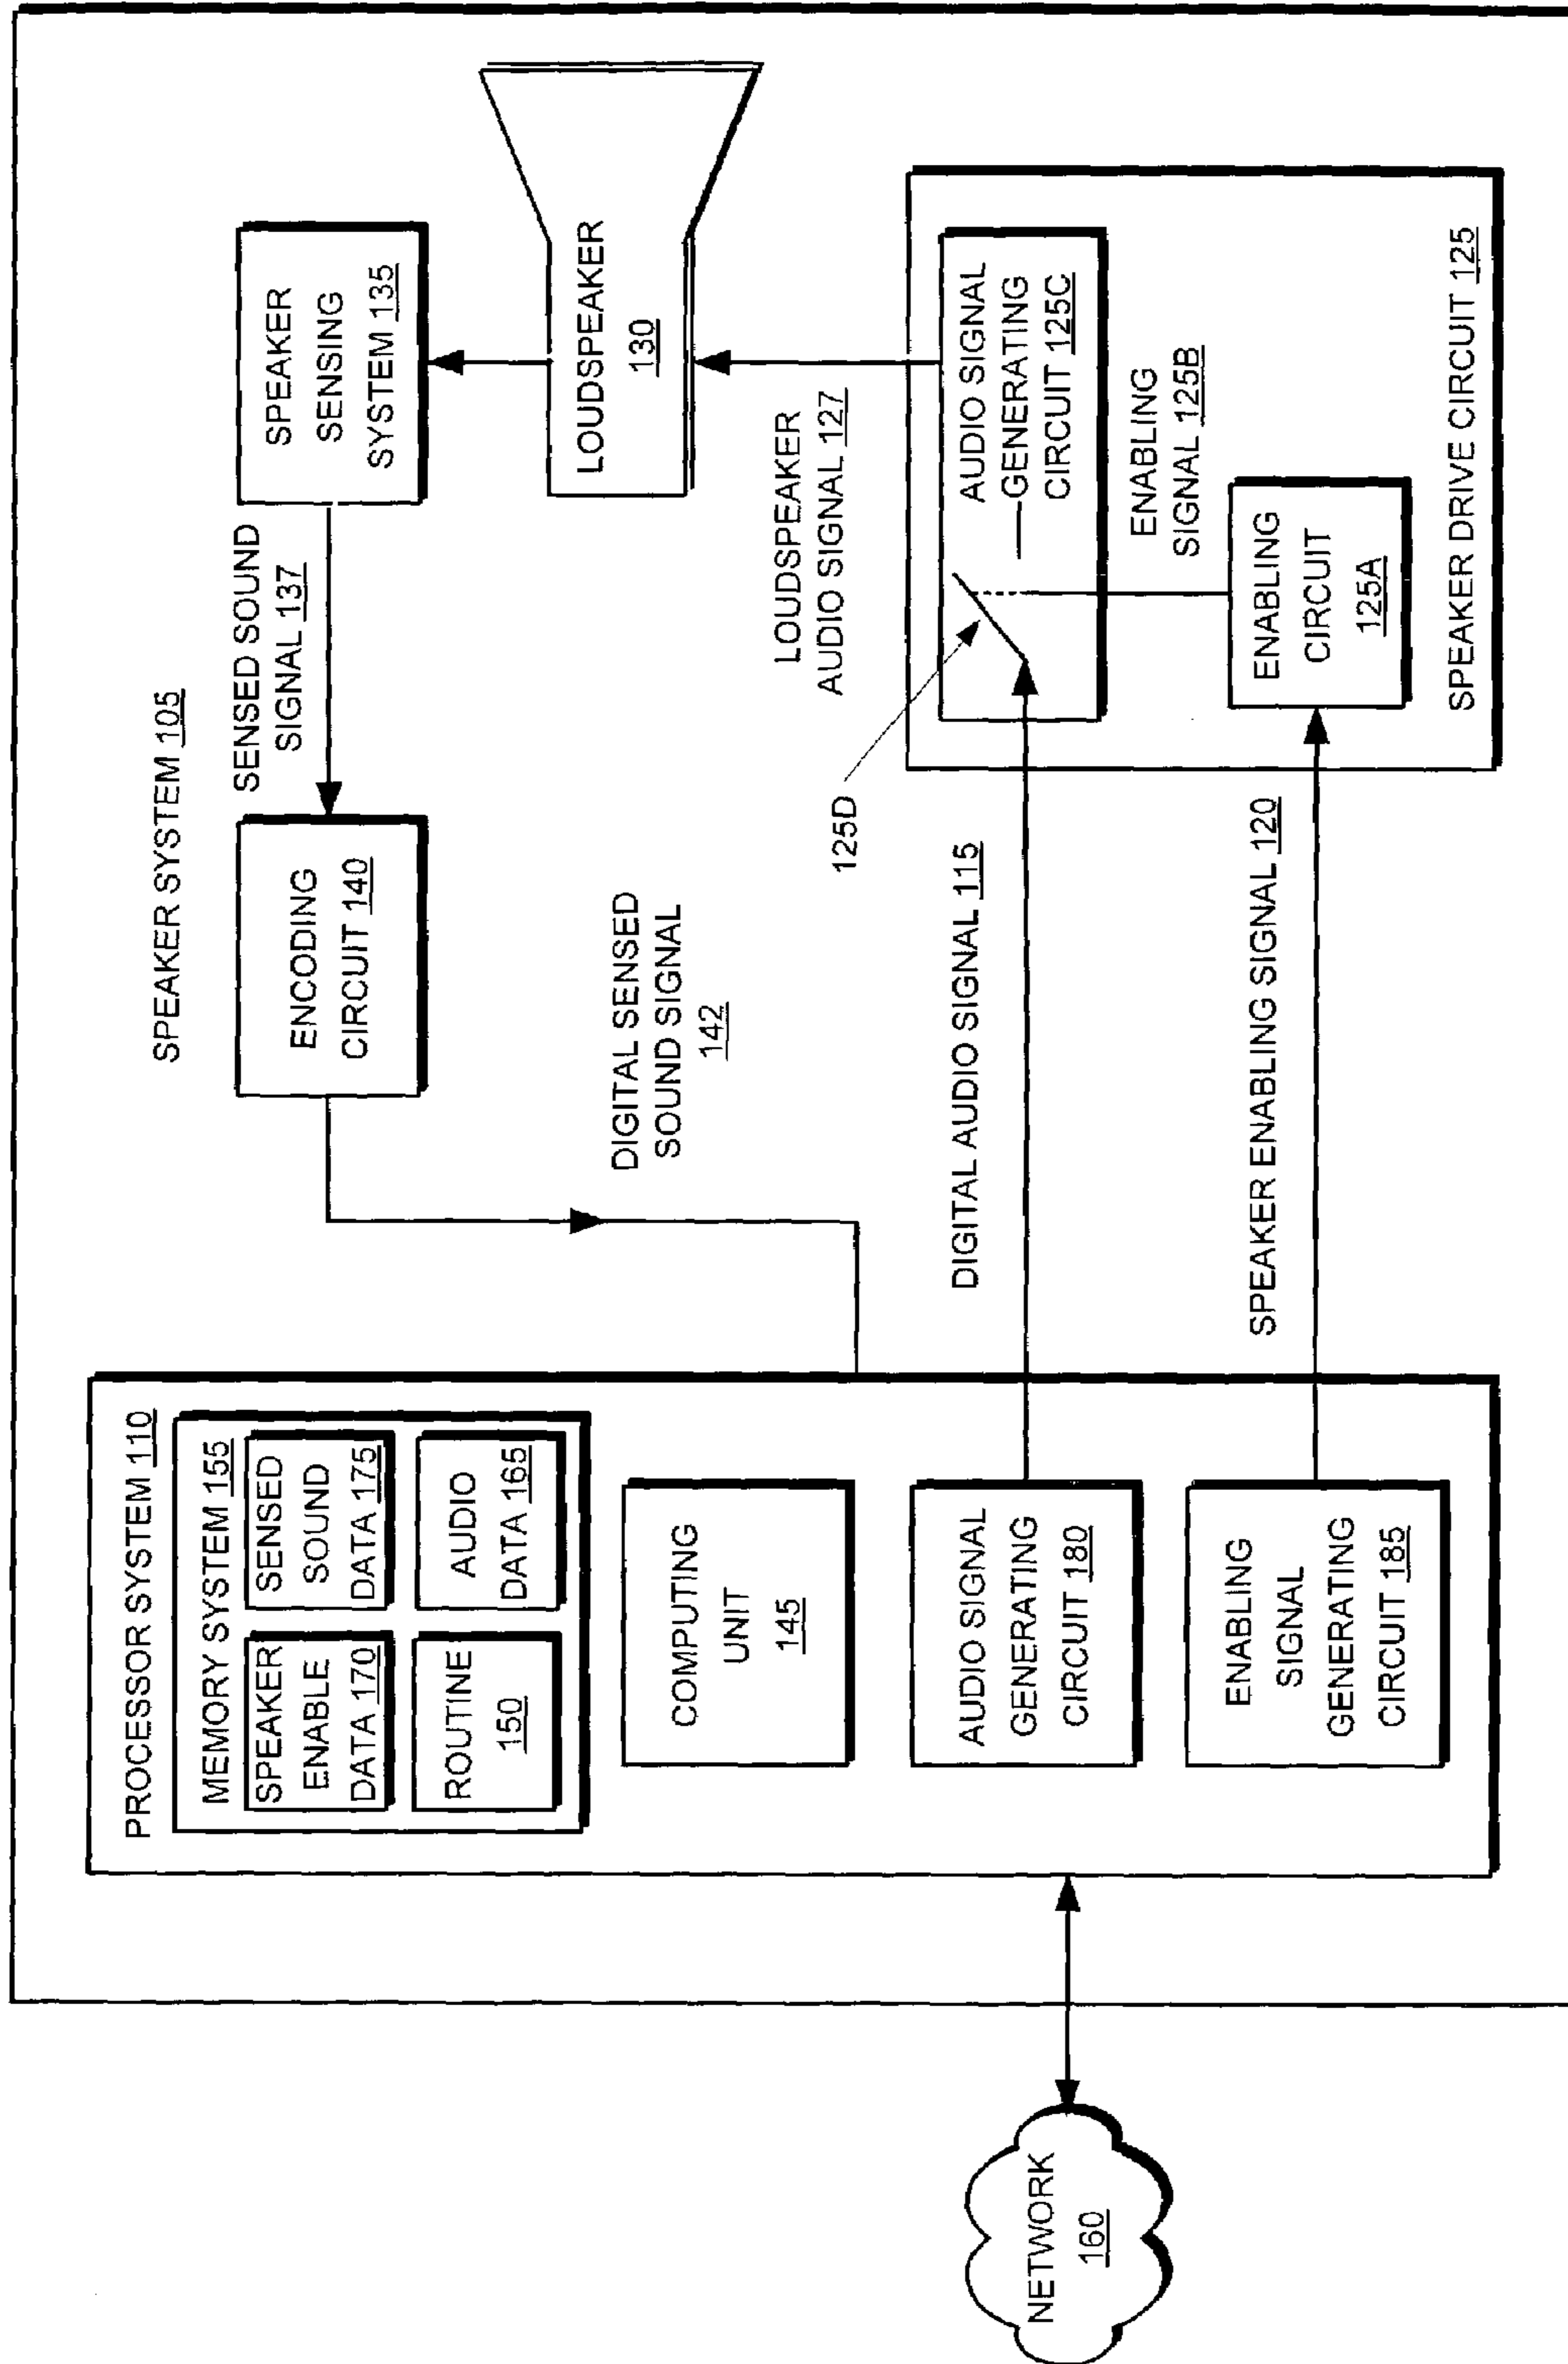 SPEAKER SYSTEM 105
PROCESSOR SYSTEM 110
MEMORY SYSTEM 155
SPEAKER
ENABLE
DATA 170
SENSED
SOUND
DATA 175
ROUTINE
150
AUDIO
DATA 165
COMPUTING
UNIT
145
AUDIO SIGNAL
GENERATING
CIRCUIT 180
ENABLING
SIGNAL
GENERATING
CIRCUIT 185
NETWORK
160
ENCODING
CIRCUIT 140
SENSED SOUND
SIGNAL 137
SPEAKER
SENSING
SYSTEM 135
DIGITAL SENSED
SOUND SIGNAL
142
LOUDSPEAKER
130
LOUDSPEAKER
AUDIO SIGNAL 127
DIGITAL AUDIO SIGNAL 115
125D
AUDIO SIGNAL
GENERATING
CIRCUIT 125C
ENABLING
SIGNAL 125B
SPEAKER ENABLING SIGNAL 120
ENABLING
CIRCUIT
125A
SPEAKER DRIVE CIRCUIT 125